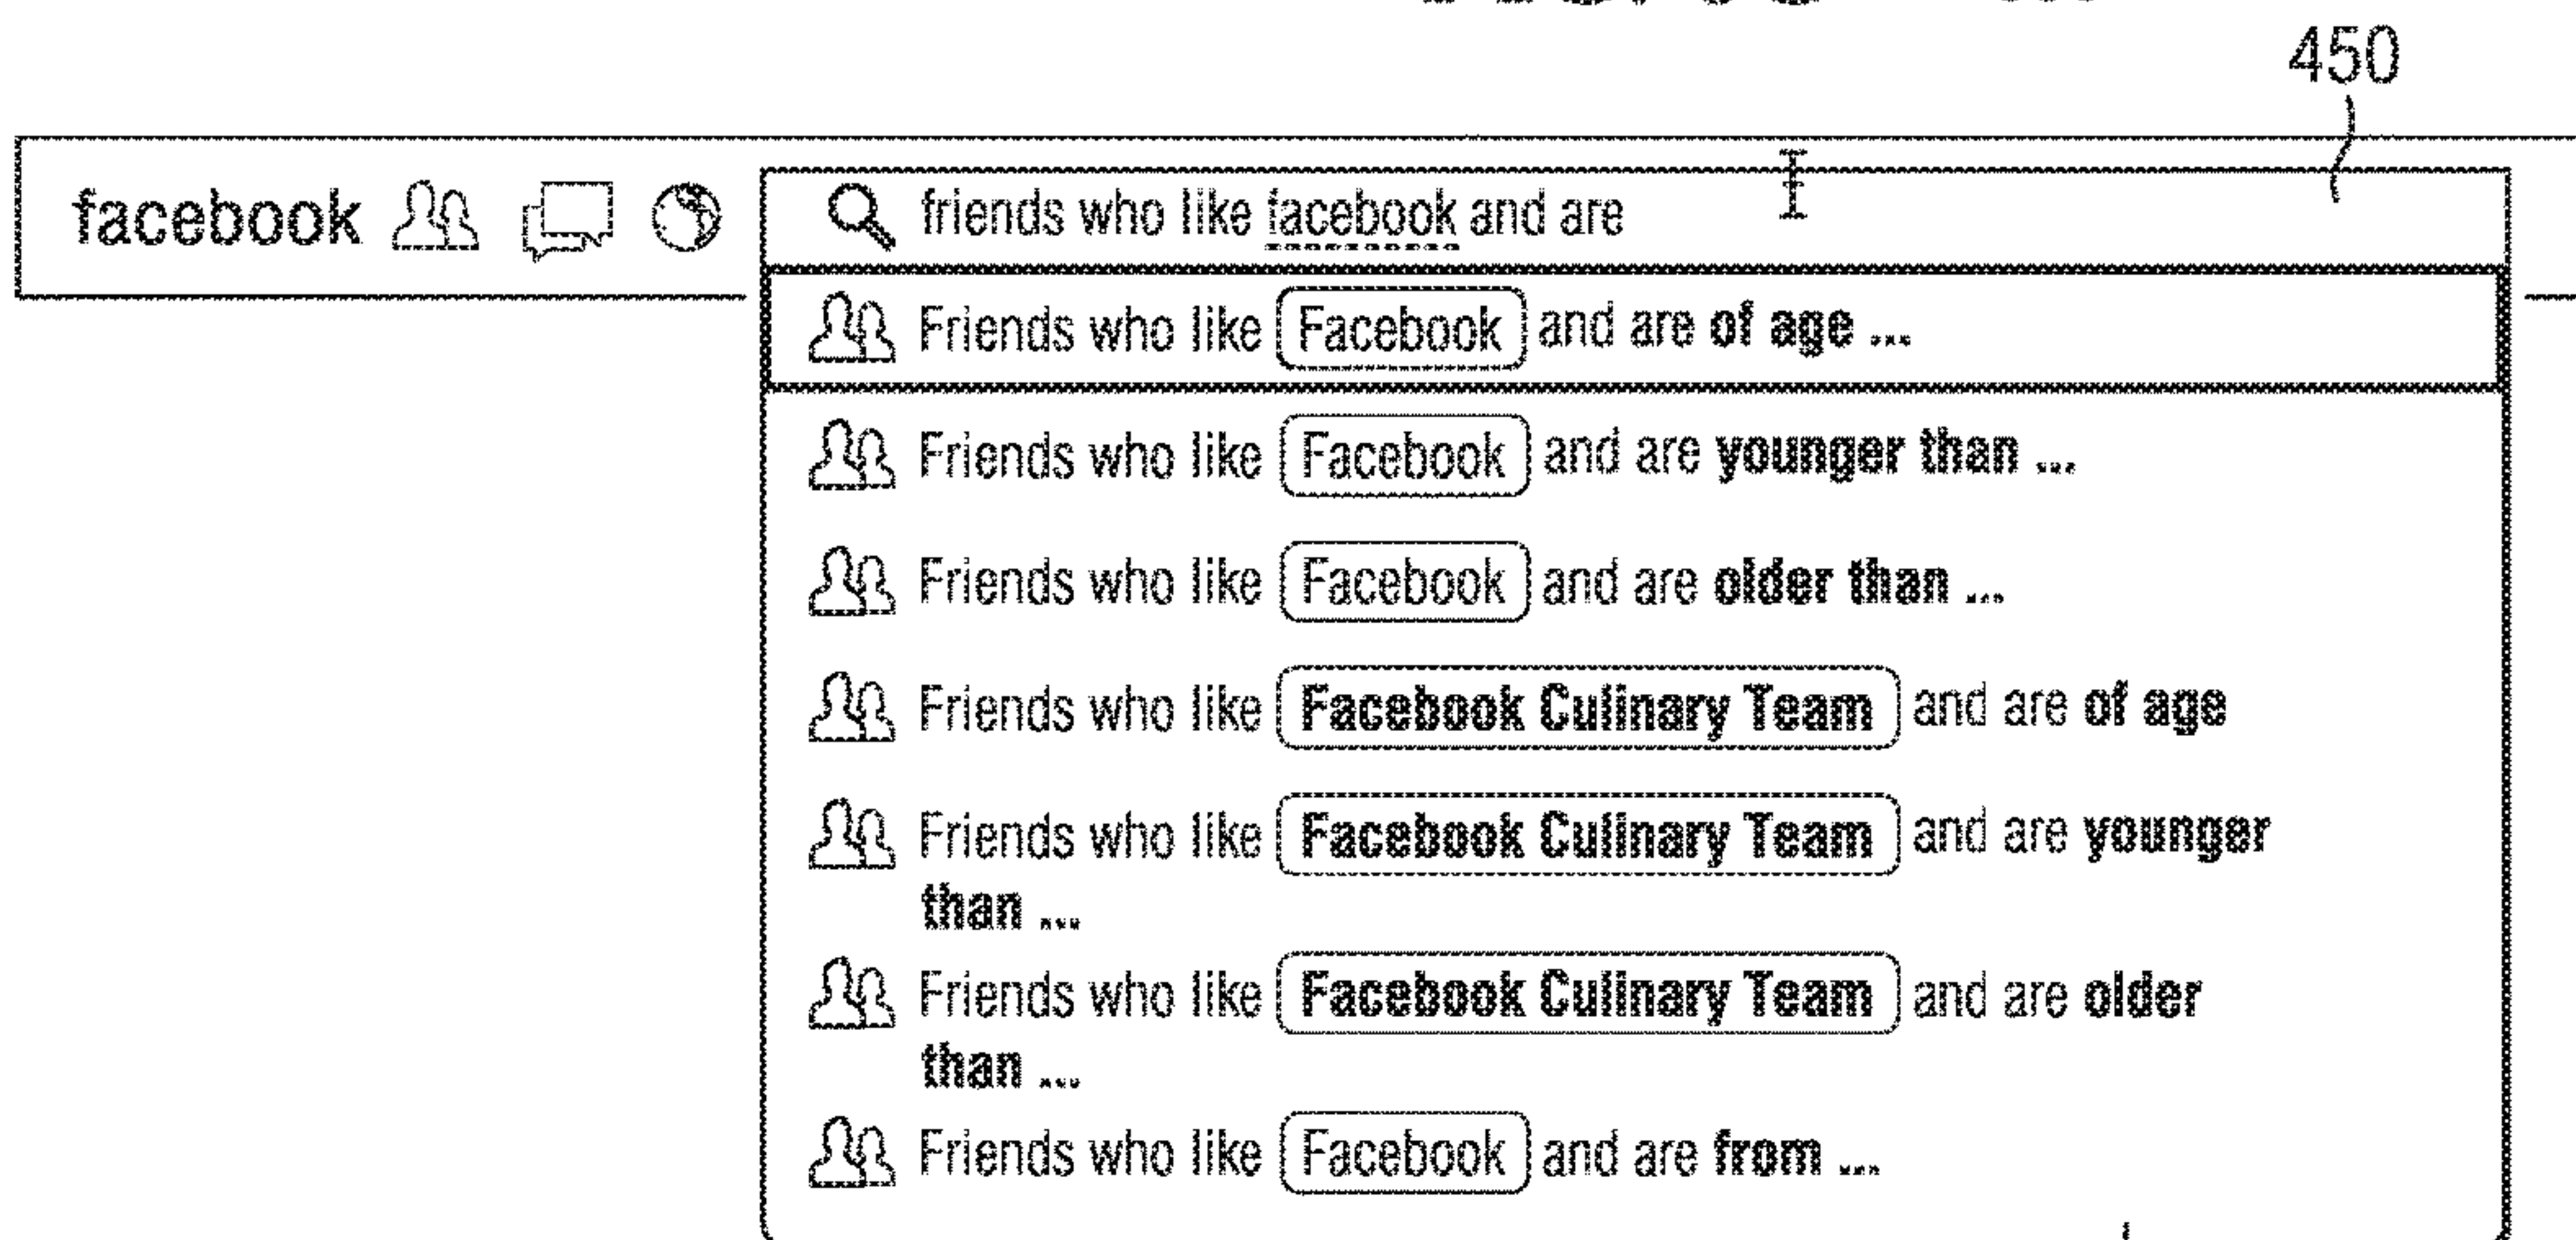 450
facebook friends who like facebook and are
Friends who like Facebook and are of age ...
Friends who like Facebook and are younger than ...
Friends who like Facebook and are older than ...
Friends who like Facebook Culinary Team and are of age
Friends who like Facebook Culinary Team and are younger
than ...
Friends who like Facebook Culinary Team and are older
than ...
Friends who like Facebook and are from ...